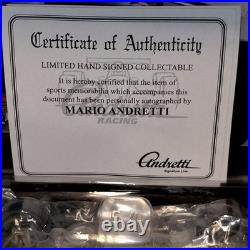 Certificate of Authenticity
LIMITED HAND SIGNED COLLECTABLE
It is hereby certified that the item of
sports memorabilia which accompanies this
document has been personally autographed by
MARIO ANDRETTI
RACING
Andretti
Signature Line